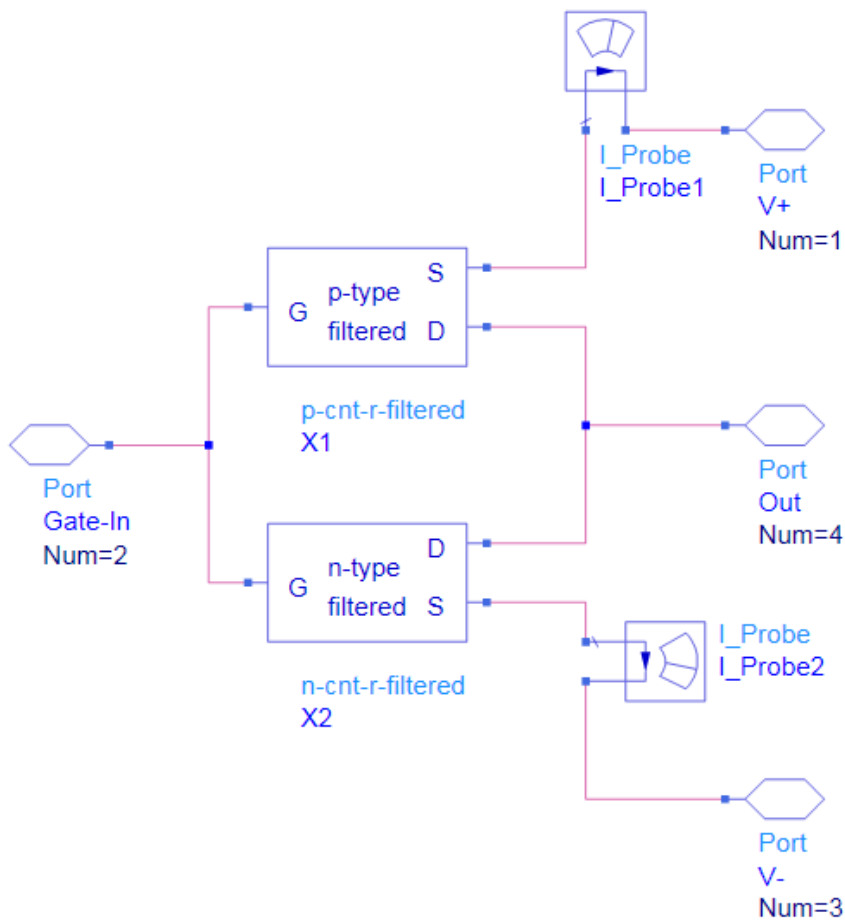 I_Probe
I_Probe1
Port
V+
Num=1
S
G
p-type
filtered
D
p-cnt-r-filtered
X1
Port
Gate-In
Num=2
Port
Out
Num=4
D
G
n-type
filtered
S
n-cnt-r-filtered
X2
I_Probe
I_Probe2
Port
V-
Num=3